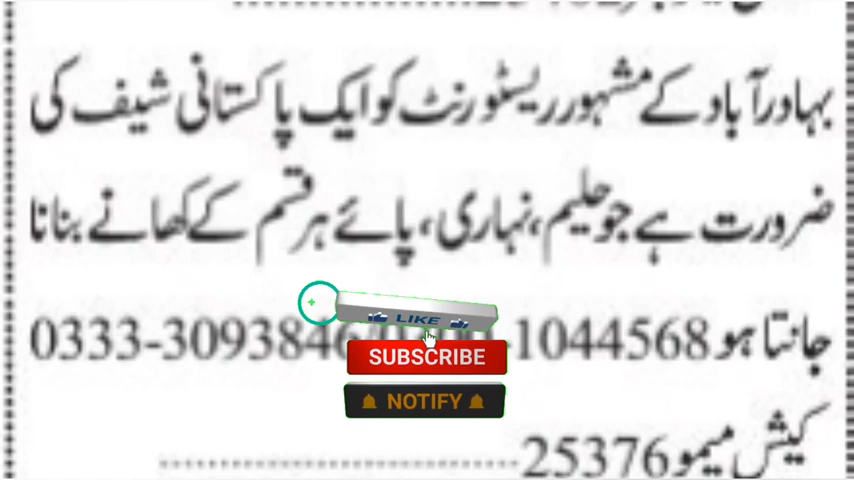 بہادرآباد کے مشہور ریسٹورنٹ کو ایک پاکستانی شیف کی
ضرورت ہے جو حلیم، نہاری، پائے ہر قسم کے کھانے بنانا
جانتا ہو 1044568- 0333-3093846
LIKE
SUBSCRIBE
NOTIFY
کیش میمو 25376